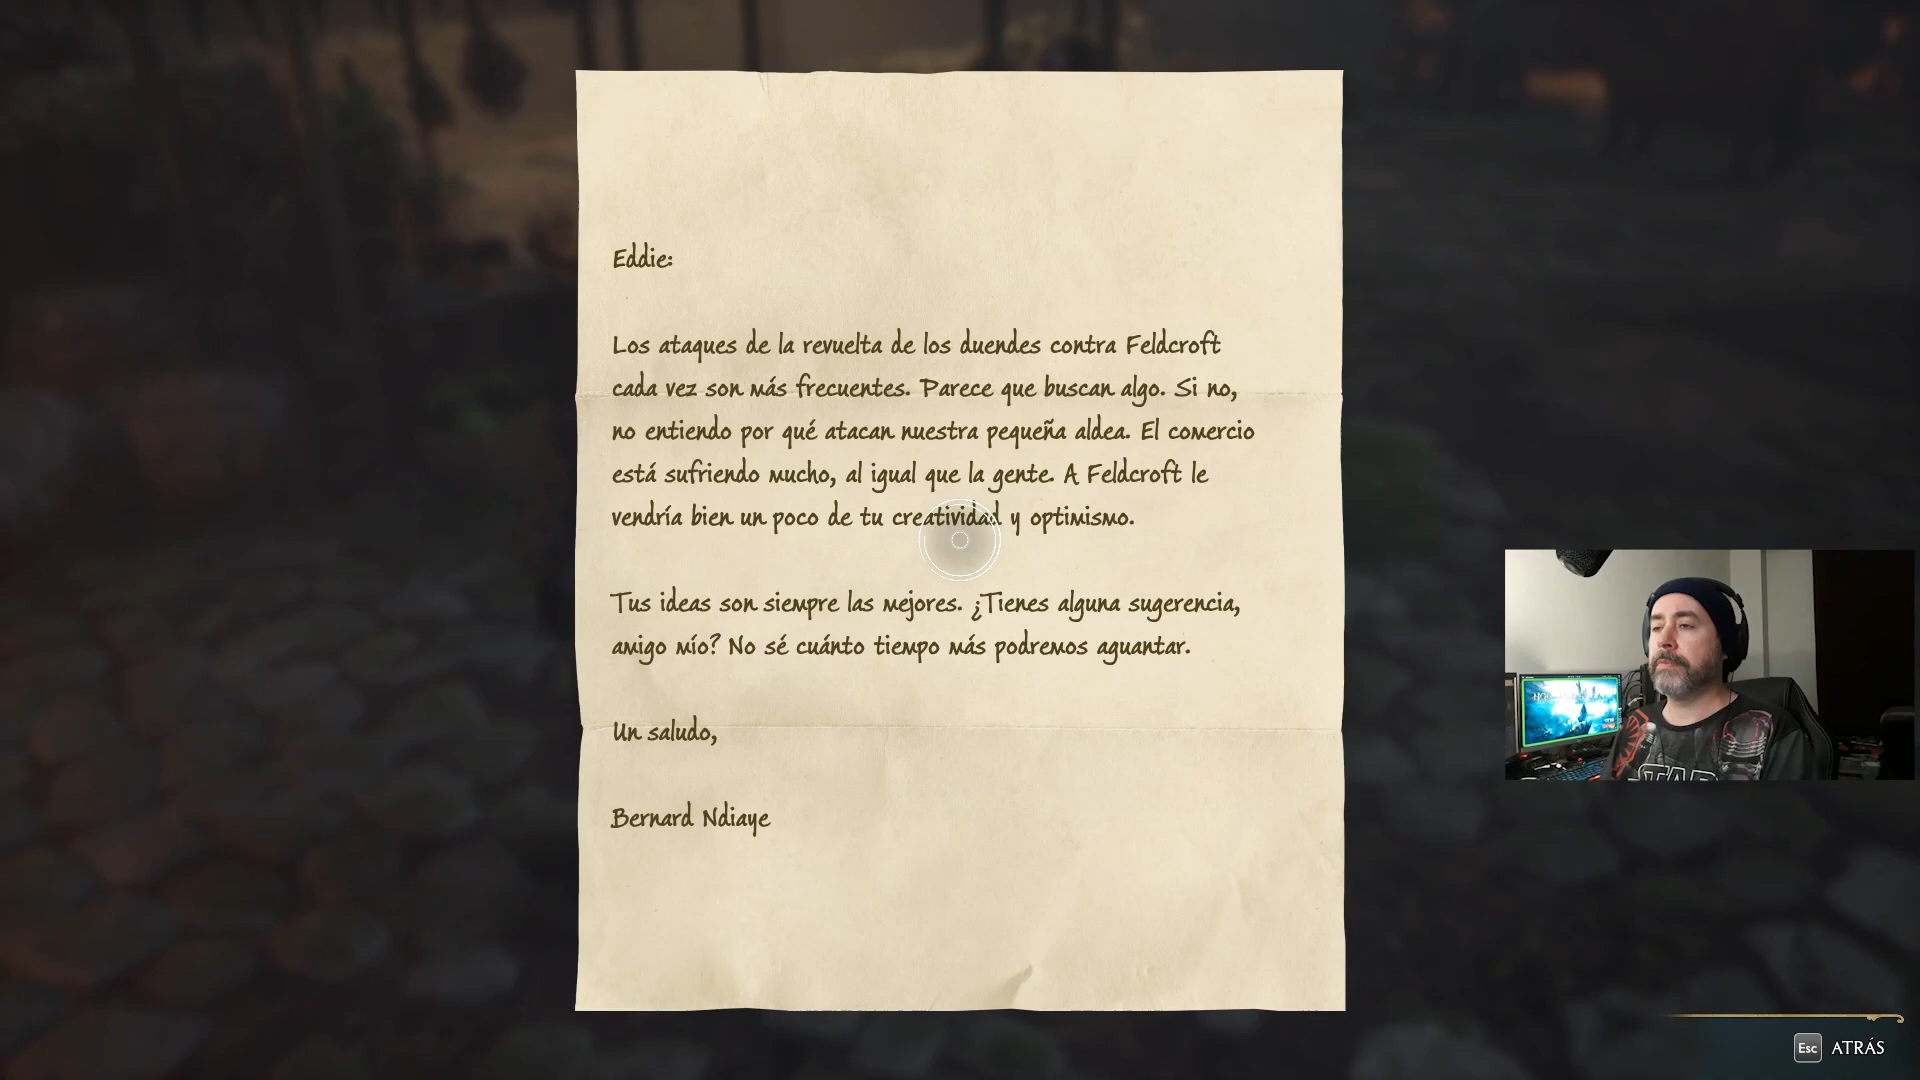 Eddie:
Los ataques de la revuelta de los duendes contra Feldcroft
cada vez son más frecuentes. Parece que buscan algo. Si no,
no entiendo por qué atacan nuestra pequeña aldea. El comercio
está sufriendo mucho, al igual que la gente. A Feldcroft le
vendría bien un poco de tu creatividad y optimismo.
Tus ideas son siempre las mejores. ¿Tienes alguna sugerencia,
amigo mío? No sé cuánto tiempo más podremos aguantar.
Un saludo,
Bernard Ndiaye
Esc ATRÁS